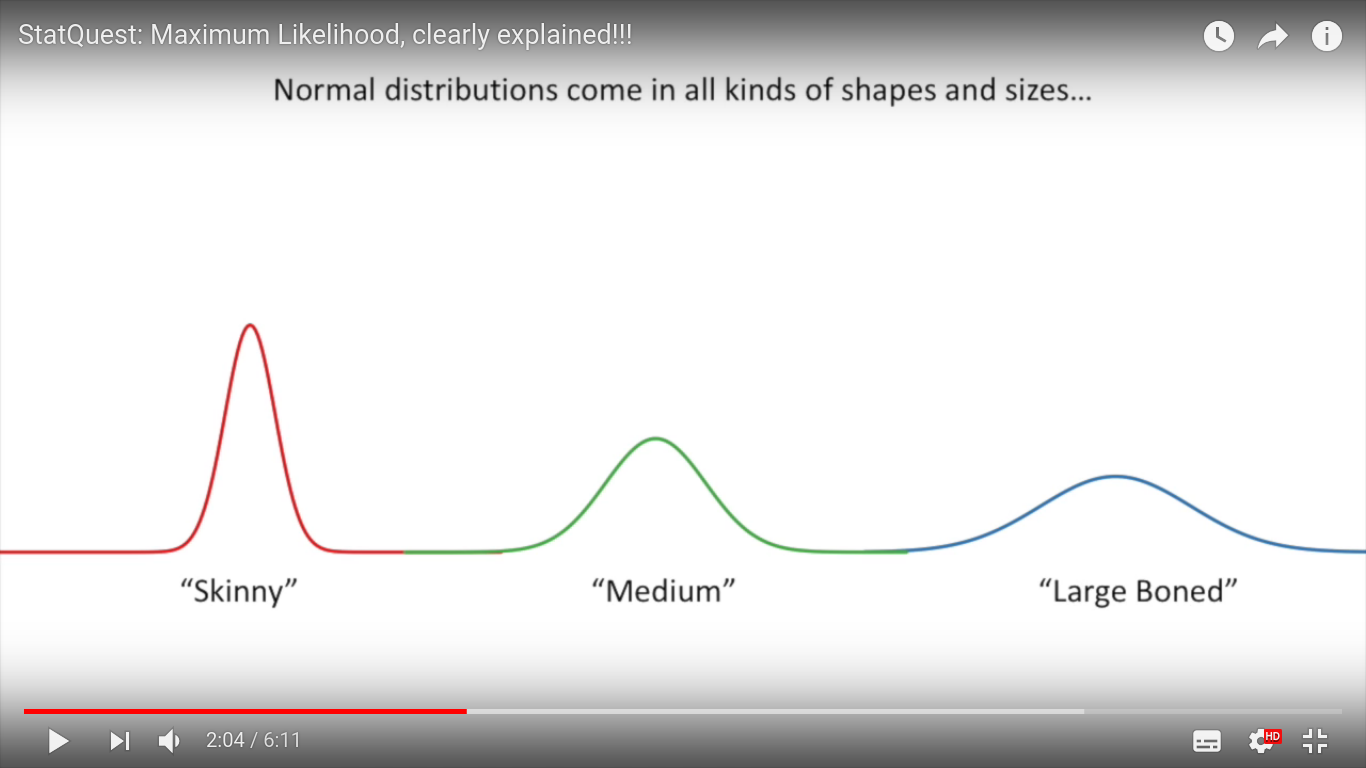 StatQuest: Maximum Likelihood, clearly explained!!!
Normal distributions come in all kinds of shapes and sizes...
“Skinny”
“Medium”
“Large Boned”
2:04 / 6:11
HD